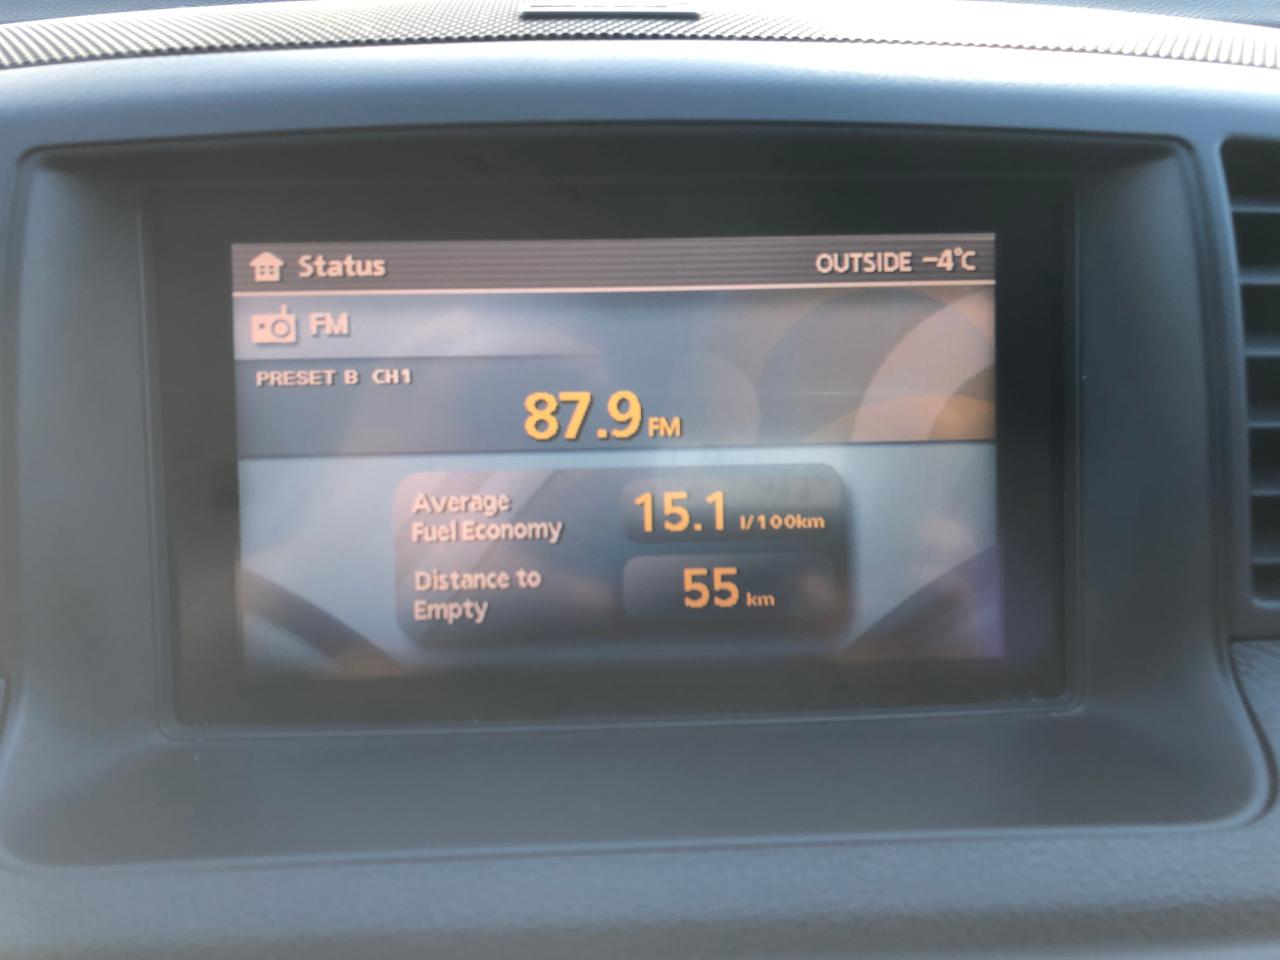 Status
OUTSIDE -4°C
FM
PRESET B CH1
87.9 FM
Average
Fuel Economy
15.1 l/100km
Distance to
Empty
55 km